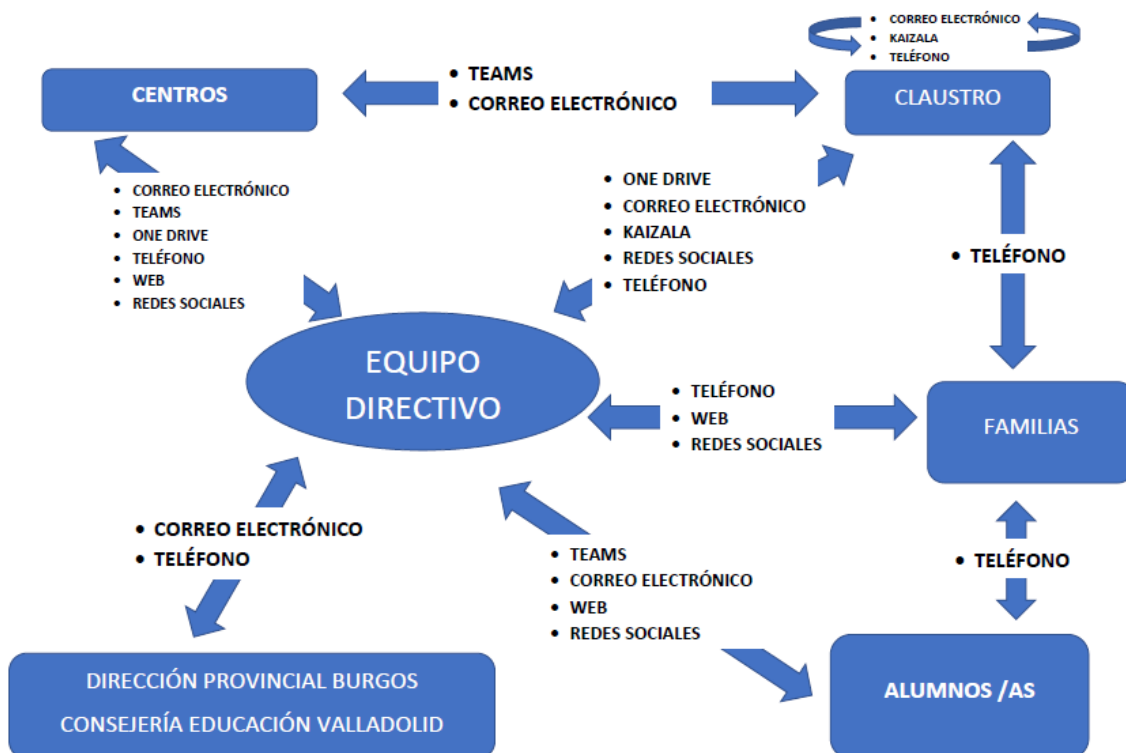 • CORREO ELECTRÓNICO
• KAIZALA
• TELÉFONO
CENTROS
• TEAMS
• CORREO ELECTRÓNICO
CLAUSTRO
• CORREO ELECTRÓNICO
• TEAMS
• ONE DRIVE
• TELÉFONO
• WEB
• REDES SOCIALES
• ONE DRIVE
• CORREO ELECTRÓNICO
• KAIZALA
• REDES SOCIALES
• TELÉFONO
• TELÉFONO
EQUIPO
DIRECTIVO
• TELÉFONO
• WEB
• REDES SOCIALES
FAMILIAS
• CORREO ELECTRÓNICO
• TELÉFONO
• TEAMS
• CORREO ELECTRÓNICO
• WEB
• REDES SOCIALES
• TELÉFONO
DIRECCIÓN PROVINCIAL BURGOS
CONSEJERÍA EDUCACIÓN VALLADOLID
ALUMNOS /AS